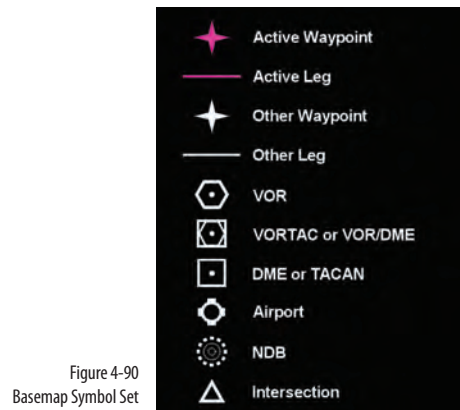 Active Waypoint
Active Leg
Other Waypoint
Other Leg
VOR
VORTAC or VOR/DME
DME or TACAN
Airport
NDB
Intersection
Figure 4-90
Basemap Symbol Set